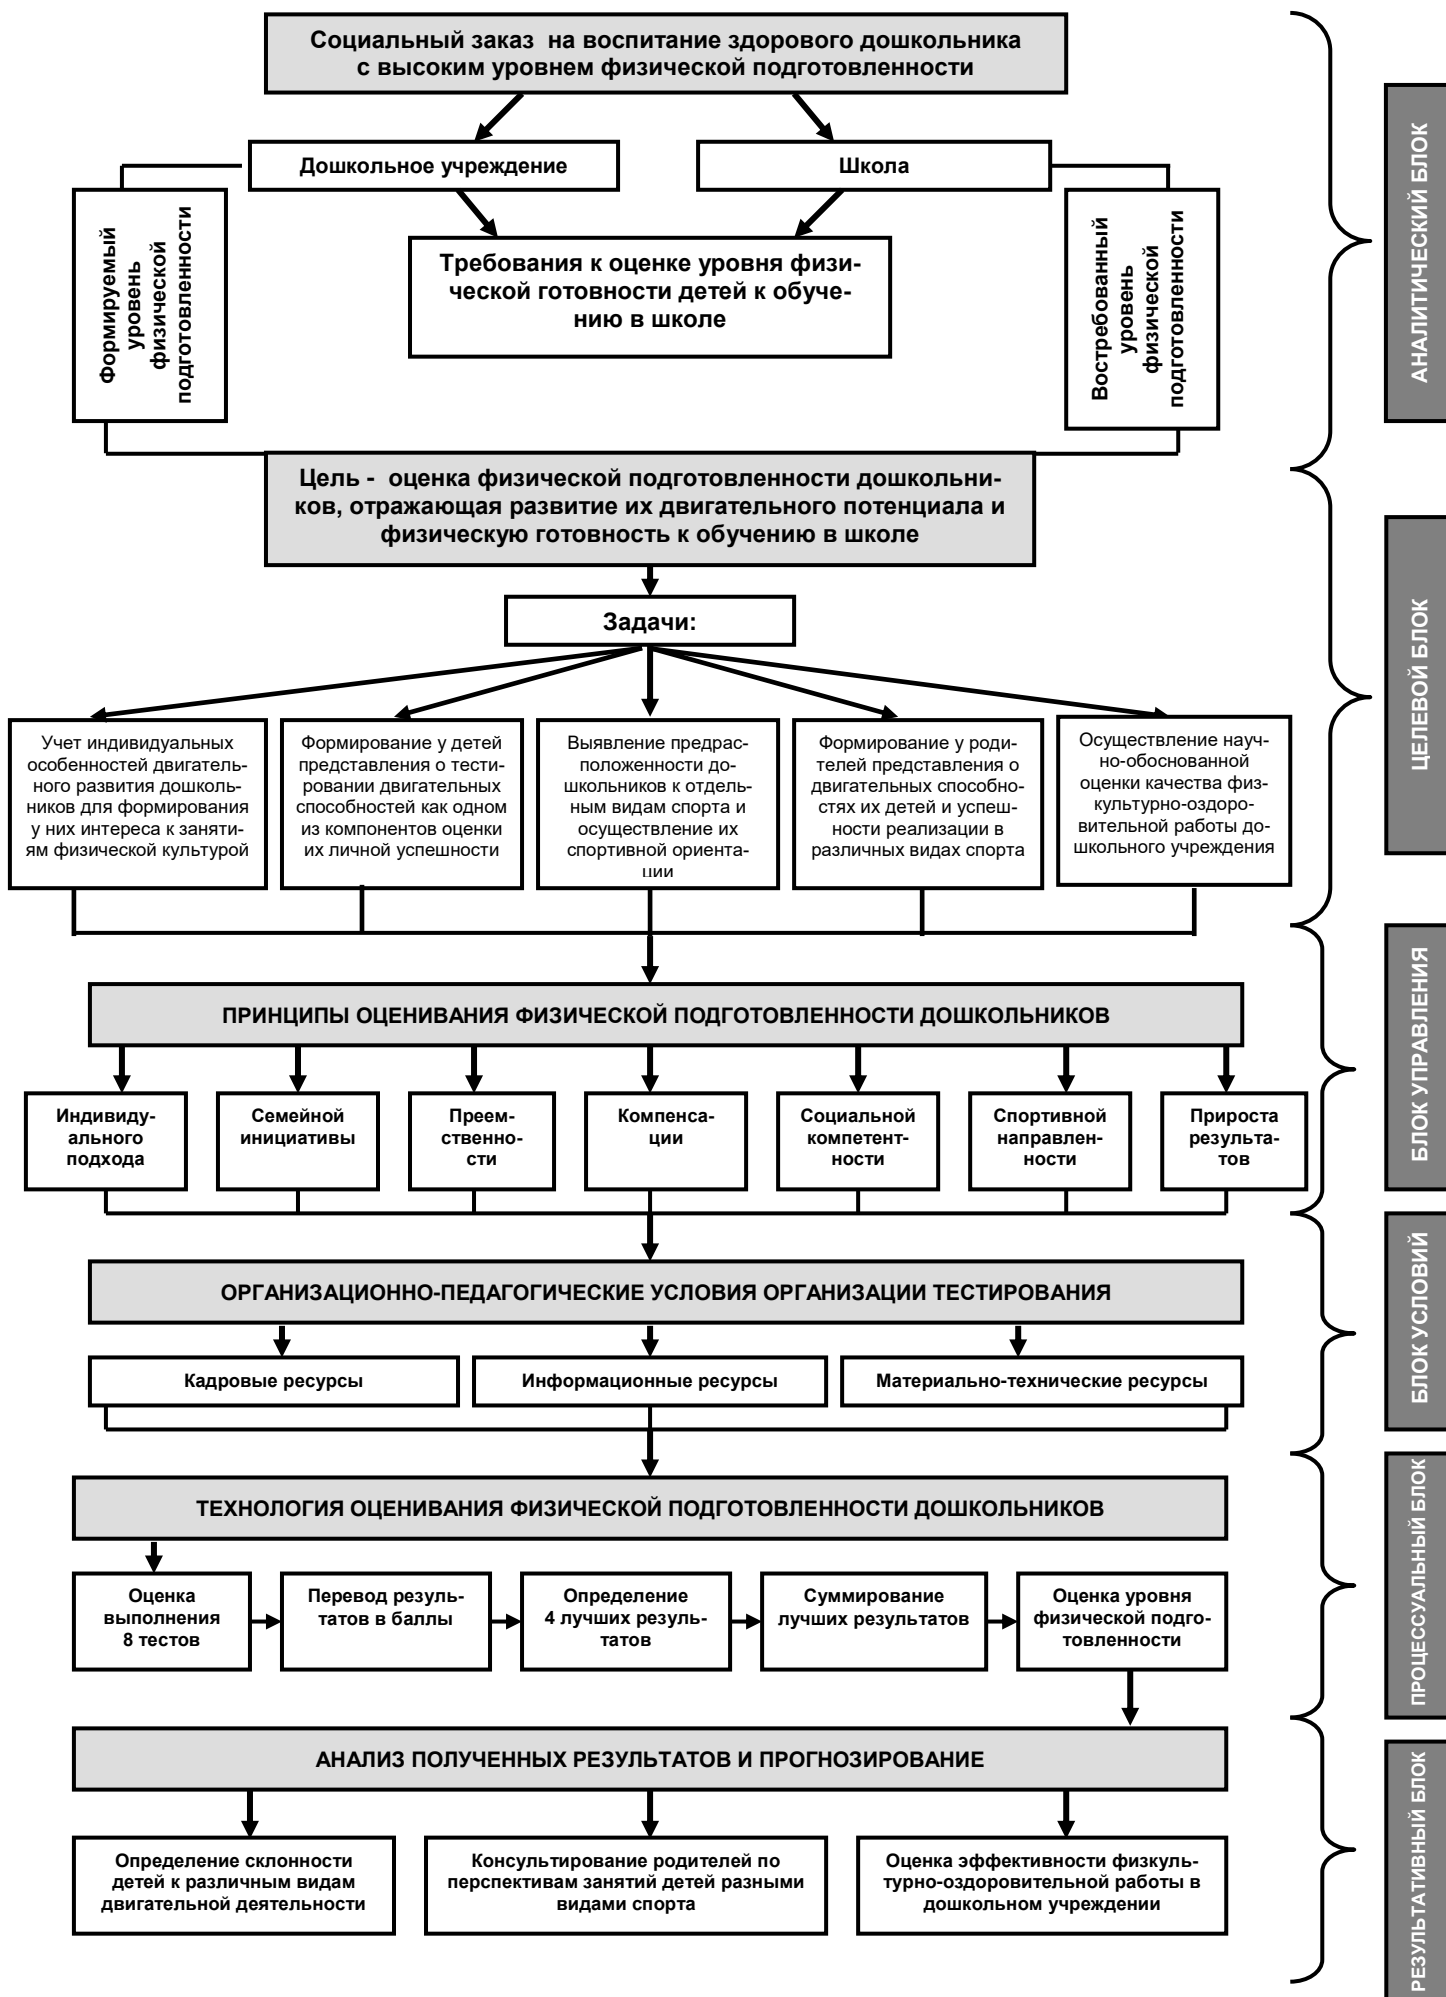 Социальный заказ на воспитание здорового дошкольника
с высоким уровнем физической подготовленности
АНАЛИТИЧЕСКИЙ БЛОК
Дошкольное учреждение
Школа
Формируемый
уровень
физической
подготовленности
Требования к оценке уровня физи-
ческой готовности детей к обуче-
нию в школе
Востребованный
уровень
физической
подготовленности
Цель - оценка физической подготовленности дошкольни-
ков, отражающая развитие их двигательного потенциала и
физическую готовность к обучению в школе
ЦЕЛЕВОЙ БЛОК
Задачи:
Учет индивидуальных
особенностей двигатель-
ного развития дошколь-
ников для формирования
у них интереса к заняти-
ям физической культурой
Формирование у детей
представления о тести-
ровании двигательных
способностей как одном
из компонентов оценки
их личной успешности
Выявление предрас-
положенности до-
школьников к отдель-
ным видам спорта и
осуществление их
спортивной ориента-
ции
Формирование у роди-
телей представления о
двигательных способно-
стях их детей и успеш-
ности реализации в
различных видах спорта
Осуществление науч-
но-обоснованной
оценки качества физ-
культурно-оздоро-
вительной работы до-
школьного учреждения
БЛОК УПРАВЛЕНИЯ
ПРИНЦИПЫ ОЦЕНИВАНИЯ ФИЗИЧЕСКОЙ ПОДГОТОВЛЕННОСТИ ДОШКОЛЬНИКОВ
Индивиду-
ального
подхода
Семейной
инициативы
Преем-
ственно-
сти
Компенса-
ции
Социальной
компетент-
ности
Спортивной
направлен-
ности
Прироста
результа-
тов
БЛОК УСЛОВИЙ
ОРГАНИЗАЦИОННО-ПЕДАГОГИЧЕСКИЕ УСЛОВИЯ ОРГАНИЗАЦИИ ТЕСТИРОВАНИЯ
Кадровые ресурсы
Информационные ресурсы
Материально-технические ресурсы
ПРОЦЕССУАЛЬНЫЙ БЛОК
ТЕХНОЛОГИЯ ОЦЕНИВАНИЯ ФИЗИЧЕСКОЙ ПОДГОТОВЛЕННОСТИ ДОШКОЛЬНИКОВ
Оценка
выполнения
8 тестов
Перевод резуль-
татов в баллы
Определение
4 лучших резуль-
татов
Суммирование
лучших результатов
Оценка уровня
физической подго-
товленности
РЕЗУЛЬТАТИВНЫЙ БЛОК
АНАЛИЗ ПОЛУЧЕННЫХ РЕЗУЛЬТАТОВ И ПРОГНОЗИРОВАНИЕ
Определение склонности
детей к различным видам
двигательной деятельности
Консультирование родителей по
перспективам занятий детей разными
видами спорта
Оценка эффективности физкуль-
турно-оздоровительной работы в
дошкольном учреждении